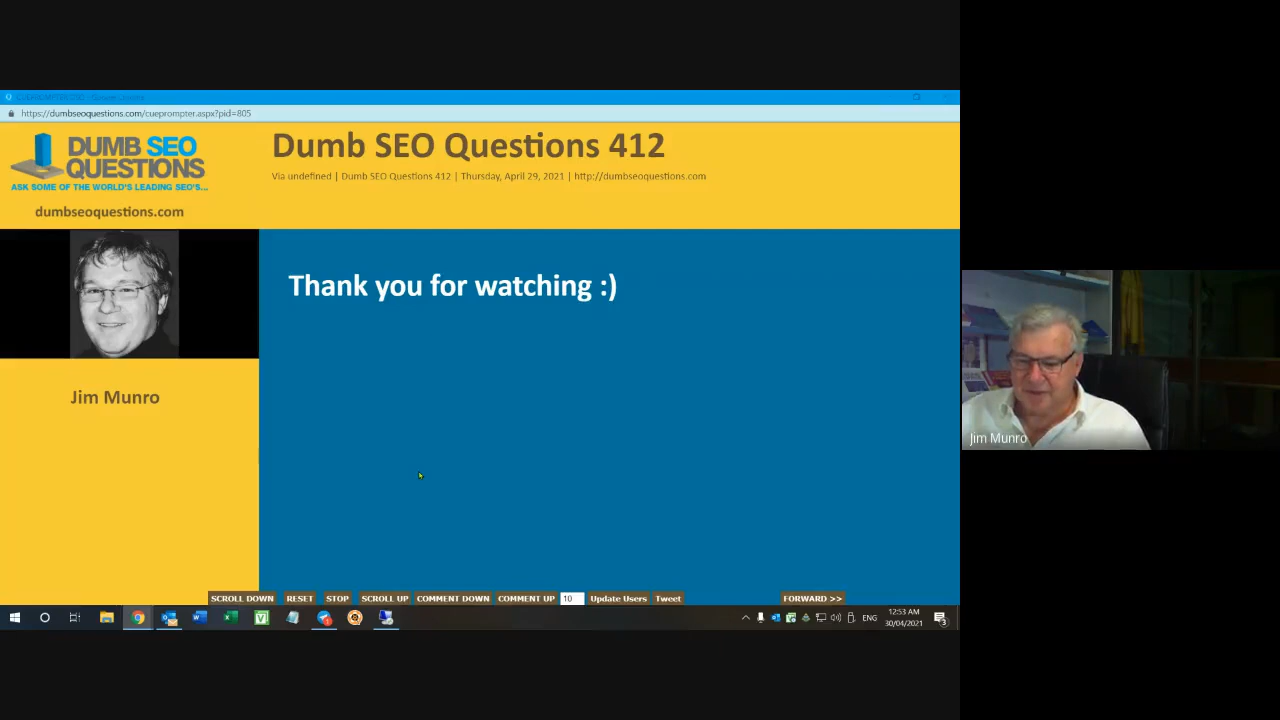 https://dumbseoquestions.com/cueprompter.aspx?pid=805
DUMB SEO
QUESTIONS
ASK SOME OF THE WORLD'S LEADING SEO'S...
dumbseoquestions.com
Dumb SEO Questions 412
Via undefined | Dumb SEO Questions 412 | Thursday, April 29, 2021 | http://dumbseoquestions.com
Thank you for watching :)
Jim Munro
Jim Munro
SCROLL DOWN RESET STOP SCROLL UP COMMENT DOWN COMMENT UP 10 Update Users Tweet FORWARD >>
ENG
12:53 AM
30/04/2021
3